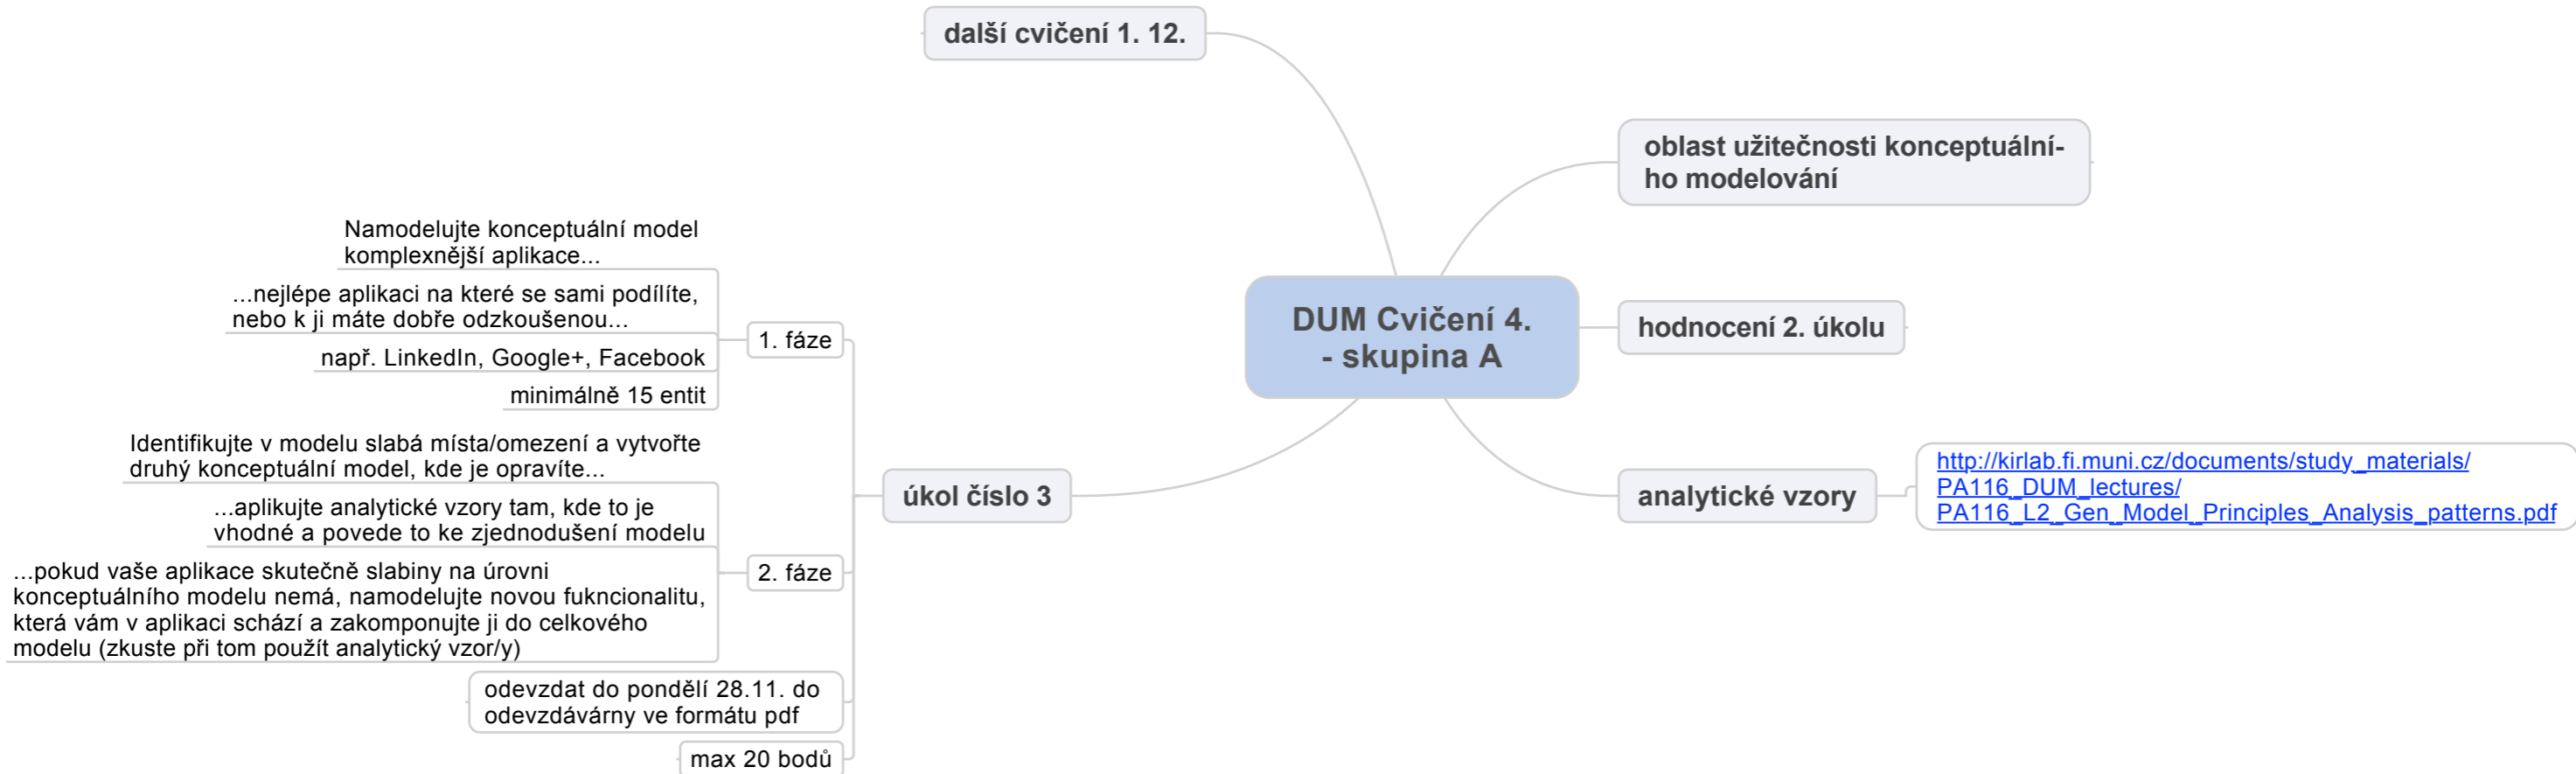 další cvičení 1. 12.
oblast užitečnosti konceptuální-
ho modelování
DUM Cvičení 4.
- skupina A
hodnocení 2. úkolu
analytické vzory
http://kirlab.fi.muni.cz/documents/study_materials/
PA116_DUM_lectures/
PA116_L2_Gen_Model_Principles_Analysis_patterns.pdf
úkol číslo 3
1. fáze
Namodelujte konceptuální model
komplexnější aplikace...
...nejlépe aplikaci na které se sami podílíte,
nebo k ji máte dobře odzkoušenou...
např. LinkedIn, Google+, Facebook
minimálně 15 entit
2. fáze
Identifikujte v modelu slabá místa/omezení a vytvořte
druhý konceptuální model, kde je opravíte...
...aplikujte analytické vzory tam, kde to je
vhodné a povede to ke zjednodušení modelu
...pokud vaše aplikace skutečně slabiny na úrovni
konceptuálního modelu nemá, namodelujte novou fukncionalitu,
která vám v aplikaci schází a zakomponujte ji do celkového
modelu (zkuste při tom použít analytický vzor/y)
odevzdat do pondělí 28.11. do
odevzdávárny ve formátu pdf
max 20 bodů